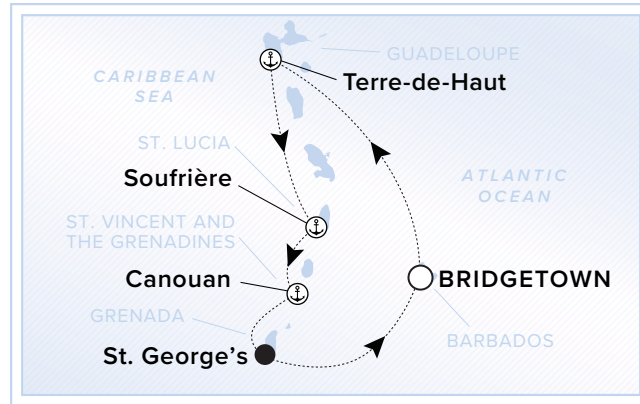 GUADELOUPE
CARIBBEAN
SEA
Terre-de-Haut
ST. LUCIA
Soufrière
ATLANTIC
OCEAN
ST. VINCENT AND
THE GRENADINES
Canouan
BRIDGETOWN
GRENADA
BARBADOS
St. George’s